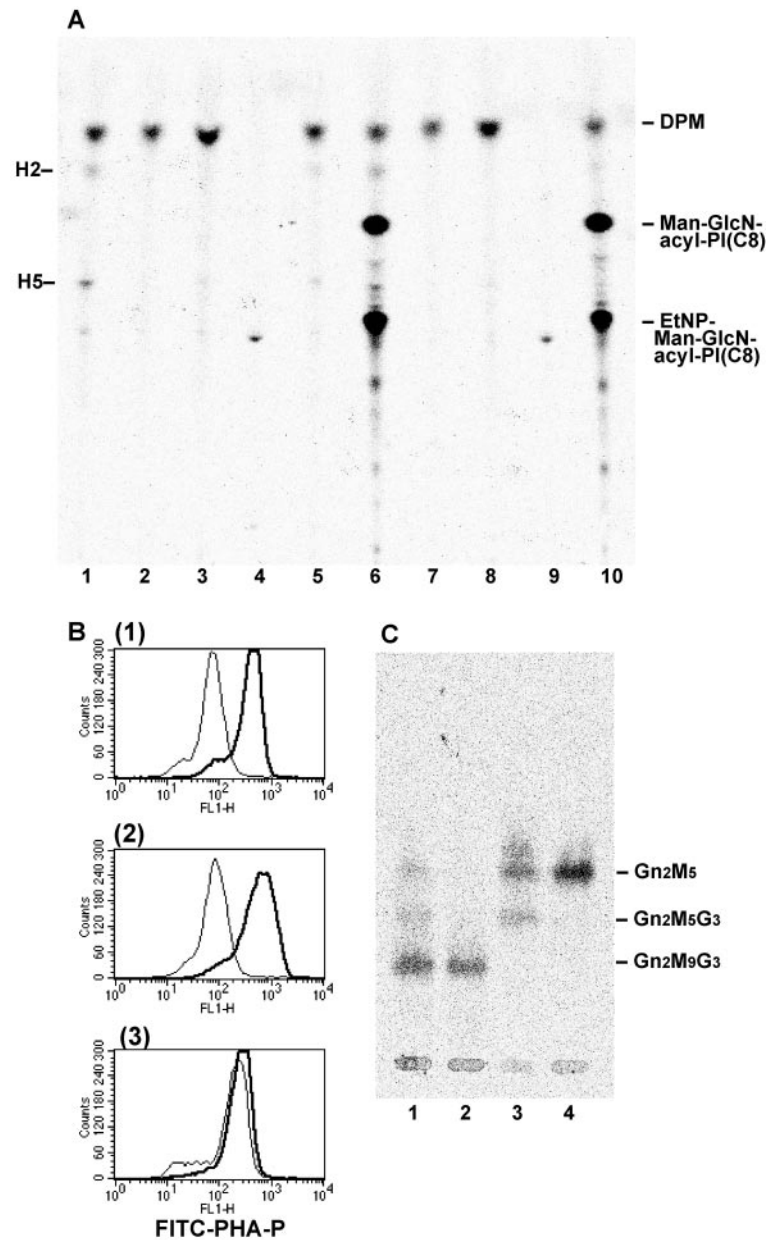 A
DPM
H2
Man-GlcN-
acyl-PI(C8)
H5
EtNP-
Man-GlcN-
acyl-PI(C8)
1 2 3 4 5 6 7 8 9 10
B (1)
Counts
0 60 120 180 240 300
10⁰ 10¹ 10² 10³ 10⁴
FL1-H
(2)
Counts
0 60 120 180 240 300
10⁰ 10¹ 10² 10³ 10⁴
FL1-H
(3)
Counts
0 60 120 180 240 300
10⁰ 10¹ 10² 10³ 10⁴
FL1-H
FITC-PHA-P
C
Gn₂M₅
Gn₂M₅G₃
Gn₂M₉G₃
1 2 3 4